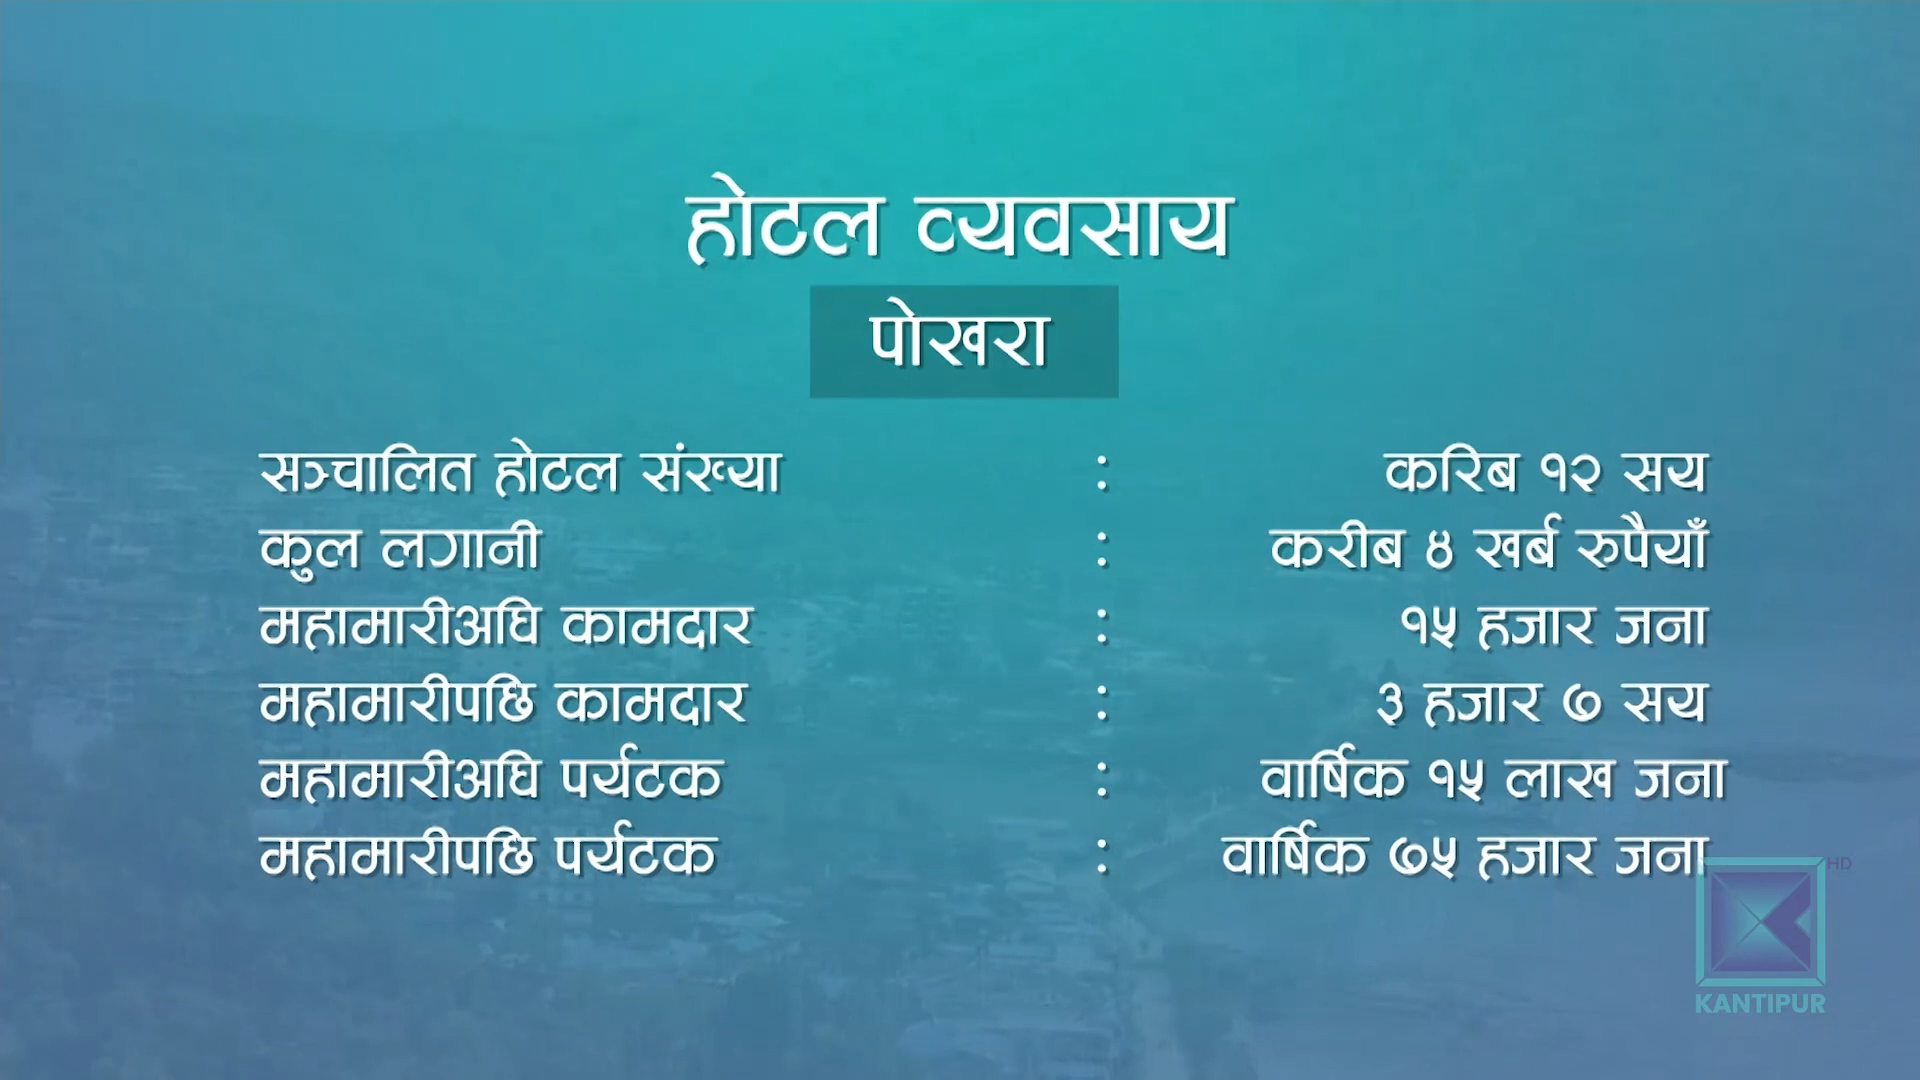 होटल व्यवसाय
पोखरा
सञ्चालित होटल संख्या : करिब १२ सय
कुल लगानी : करीब ४ खर्ब रुपैयाँ
महामारीअघि कामदार : १५ हजार जना
महामारीपछि कामदार : ३ हजार ७ सय
महामारीअघि पर्यटक : वार्षिक १५ लाख जना
महामारीपछि पर्यटक : वार्षिक ७५ हजार जना
HD
KANTIPUR